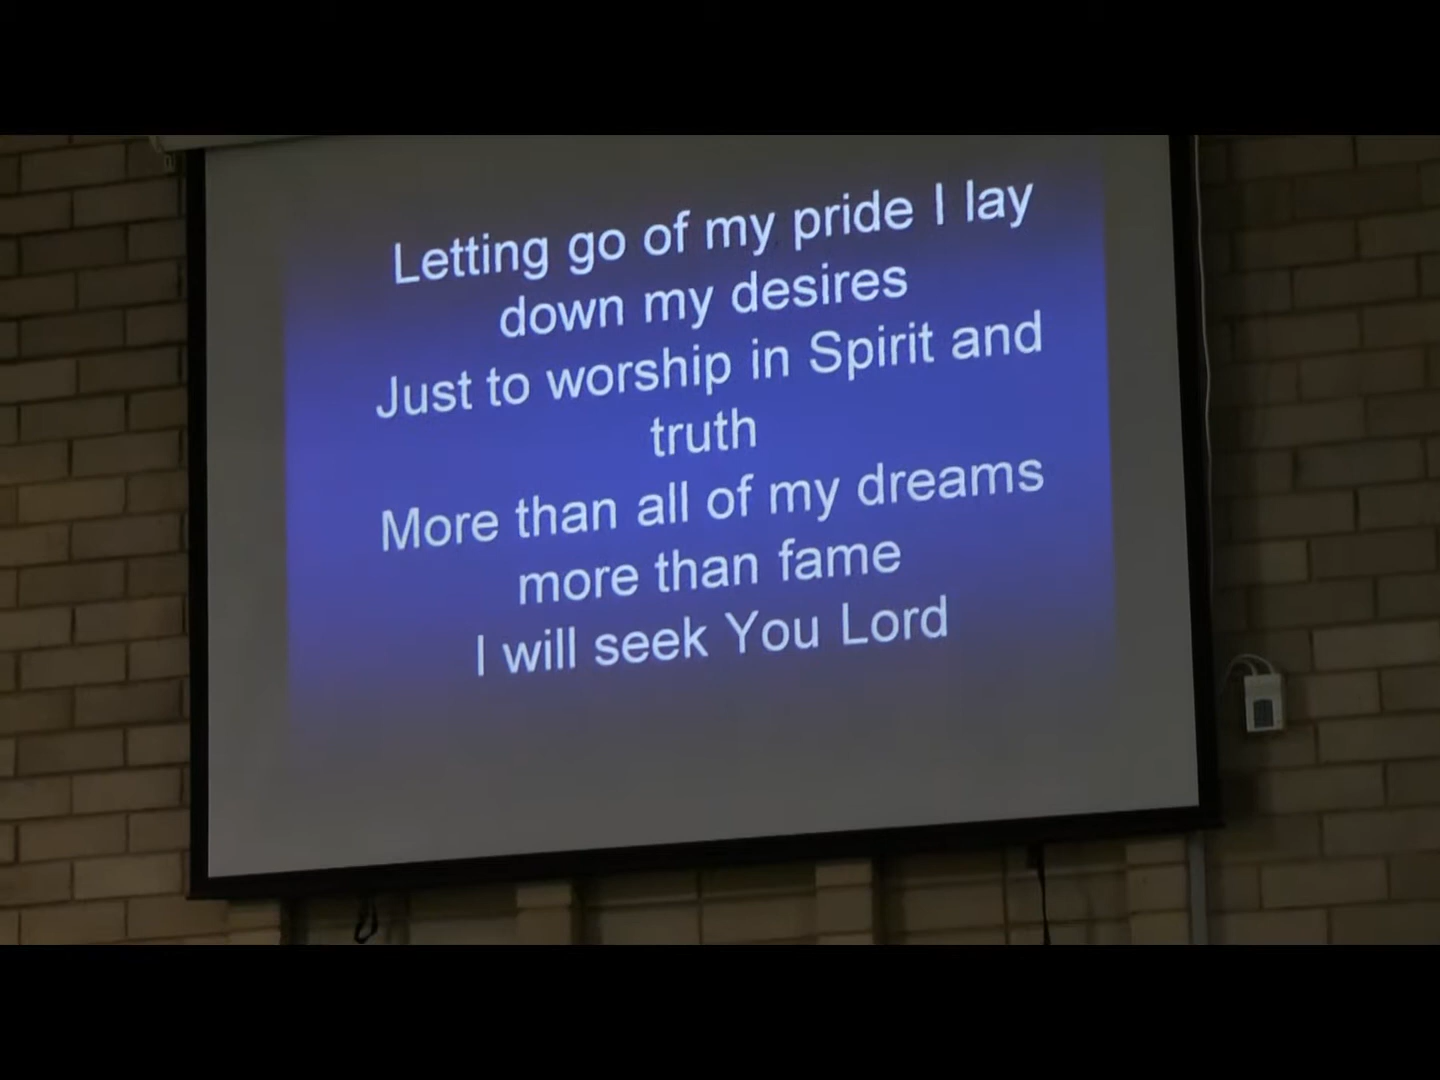 Letting go of my pride I lay
down my desires
Just to worship in Spirit and
truth
More than all of my dreams
more than fame
I will seek You Lord